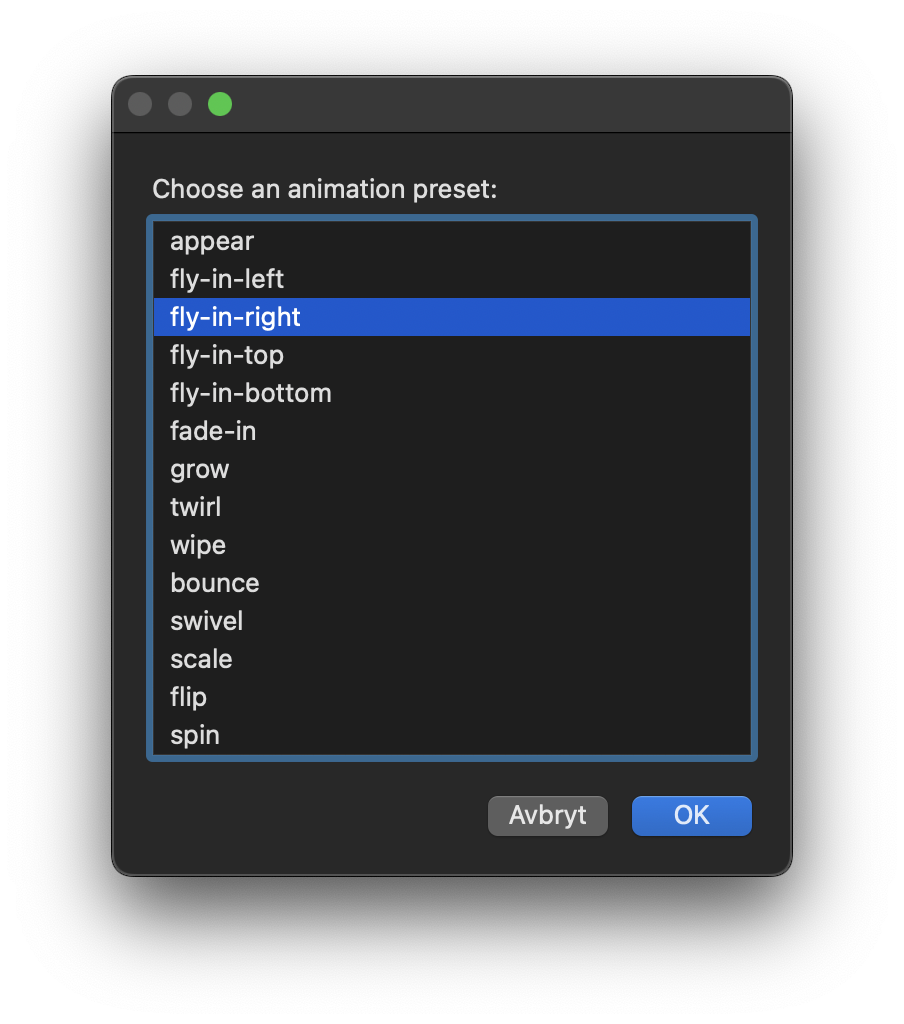 Choose an animation preset:
appear
fly-in-left
fly-in-right
fly-in-top
fly-in-bottom
fade-in
grow
twirl
wipe
bounce
swivel
scale
flip
spin
Avbryt
OK